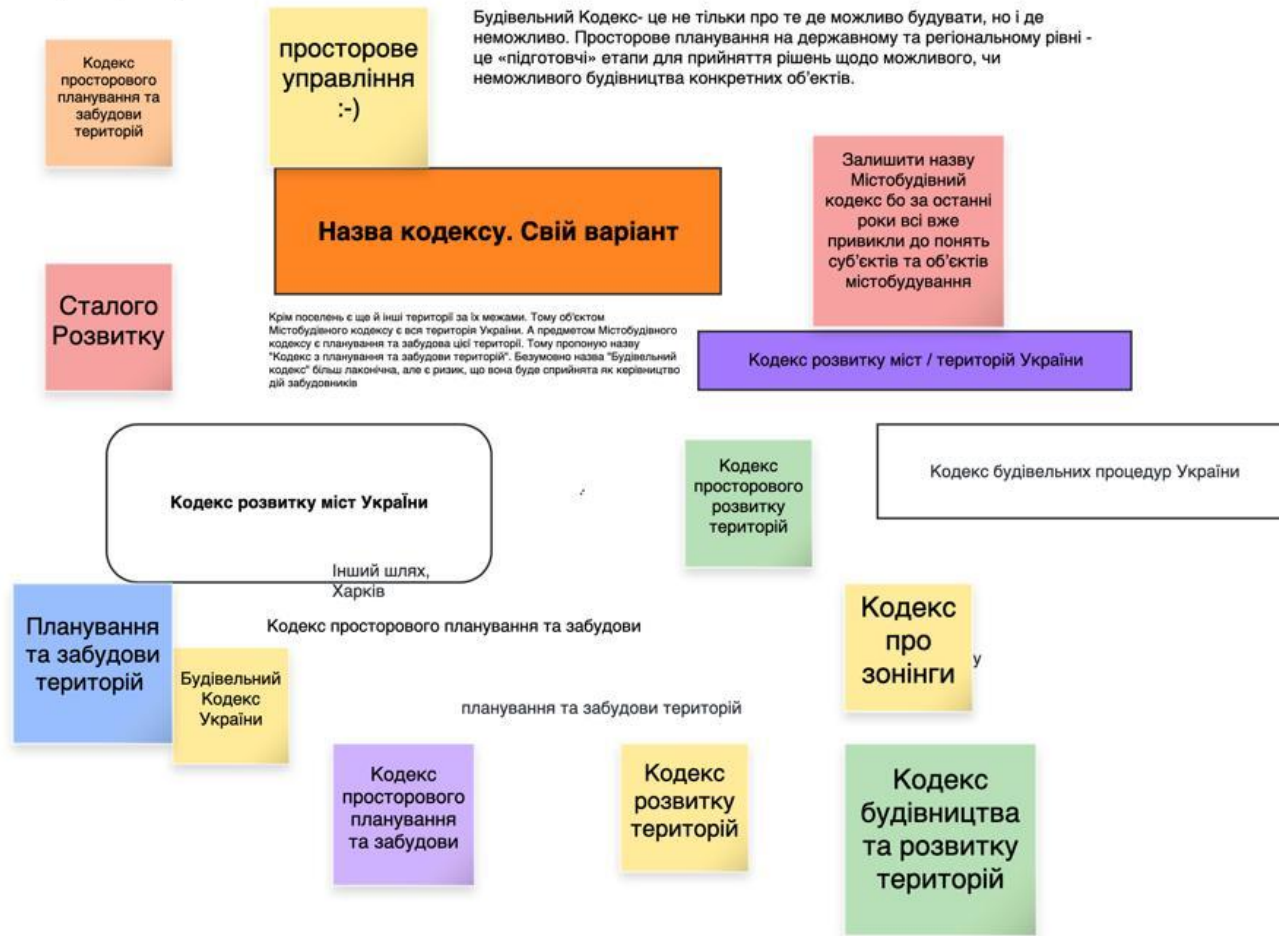 Кодекс
просторового
планування та
забудови
територій
просторове
управління
:-)
Будівельний Кодекс- це не тільки про те де можливо будувати, но і де
неможливо. Просторове планування на державному та регіональному рівні -
це «підготовчі» етапи для прийняття рішень щодо можливого, чи
неможливого будівництва конкретних об'єктів.
Залишити назву
Містобудівний
кодекс бо за останні
роки всі вже
привикли до понять
суб'єктів та об'єктів
містобудування
Назва кодексу. Свій варіант
Сталого
Розвитку
Крім поселень є ще й інші території за їх межами. Тому об'єктом
Містобудівного кодексу є вся територія України. А предметом Містобудівного
кодексу є планування та забудова цієї території. Тому пропоную назву
"Кодекс з планування та забудови територій". Безумовно назва "Будівельний
кодекс" більш лаконічна, але є ризик, що вона буде сприйнята як керівництво
дій забудовників
Кодекс розвитку міст / територій України
Кодекс розвитку міст України
Кодекс
просторового
розвитку
територій
Кодекс будівельних процедур України
Інший шлях,
Харків
Планування
та забудови
територій
Кодекс просторового планування та забудови
Кодекс
про
зонінги
у
Будівельний
Кодекс
України
планування та забудови територій
Кодекс
просторового
планування
та забудови
Кодекс
розвитку
територій
Кодекс
будівництва
та розвитку
територій